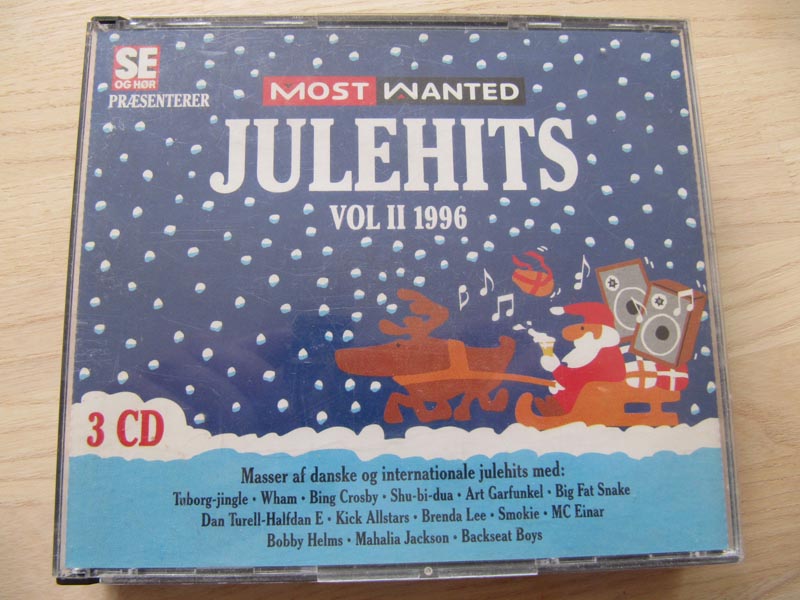 SE
OG HØR
PRÆSENTERER
MOST WANTED
JULEHITS
VOL II 1996
3 CD
Masser af danske og internationale julehits med:
Tuborg-jingle • Wham • Bing Crosby • Shu-bi-dua • Art Garfunkel • Big Fat Snake
Dan Turell-Halfdan E • Kick Allstars • Brenda Lee • Smokie • MC Einar
Bobby Helms • Mahalia Jackson • Backseat Boys